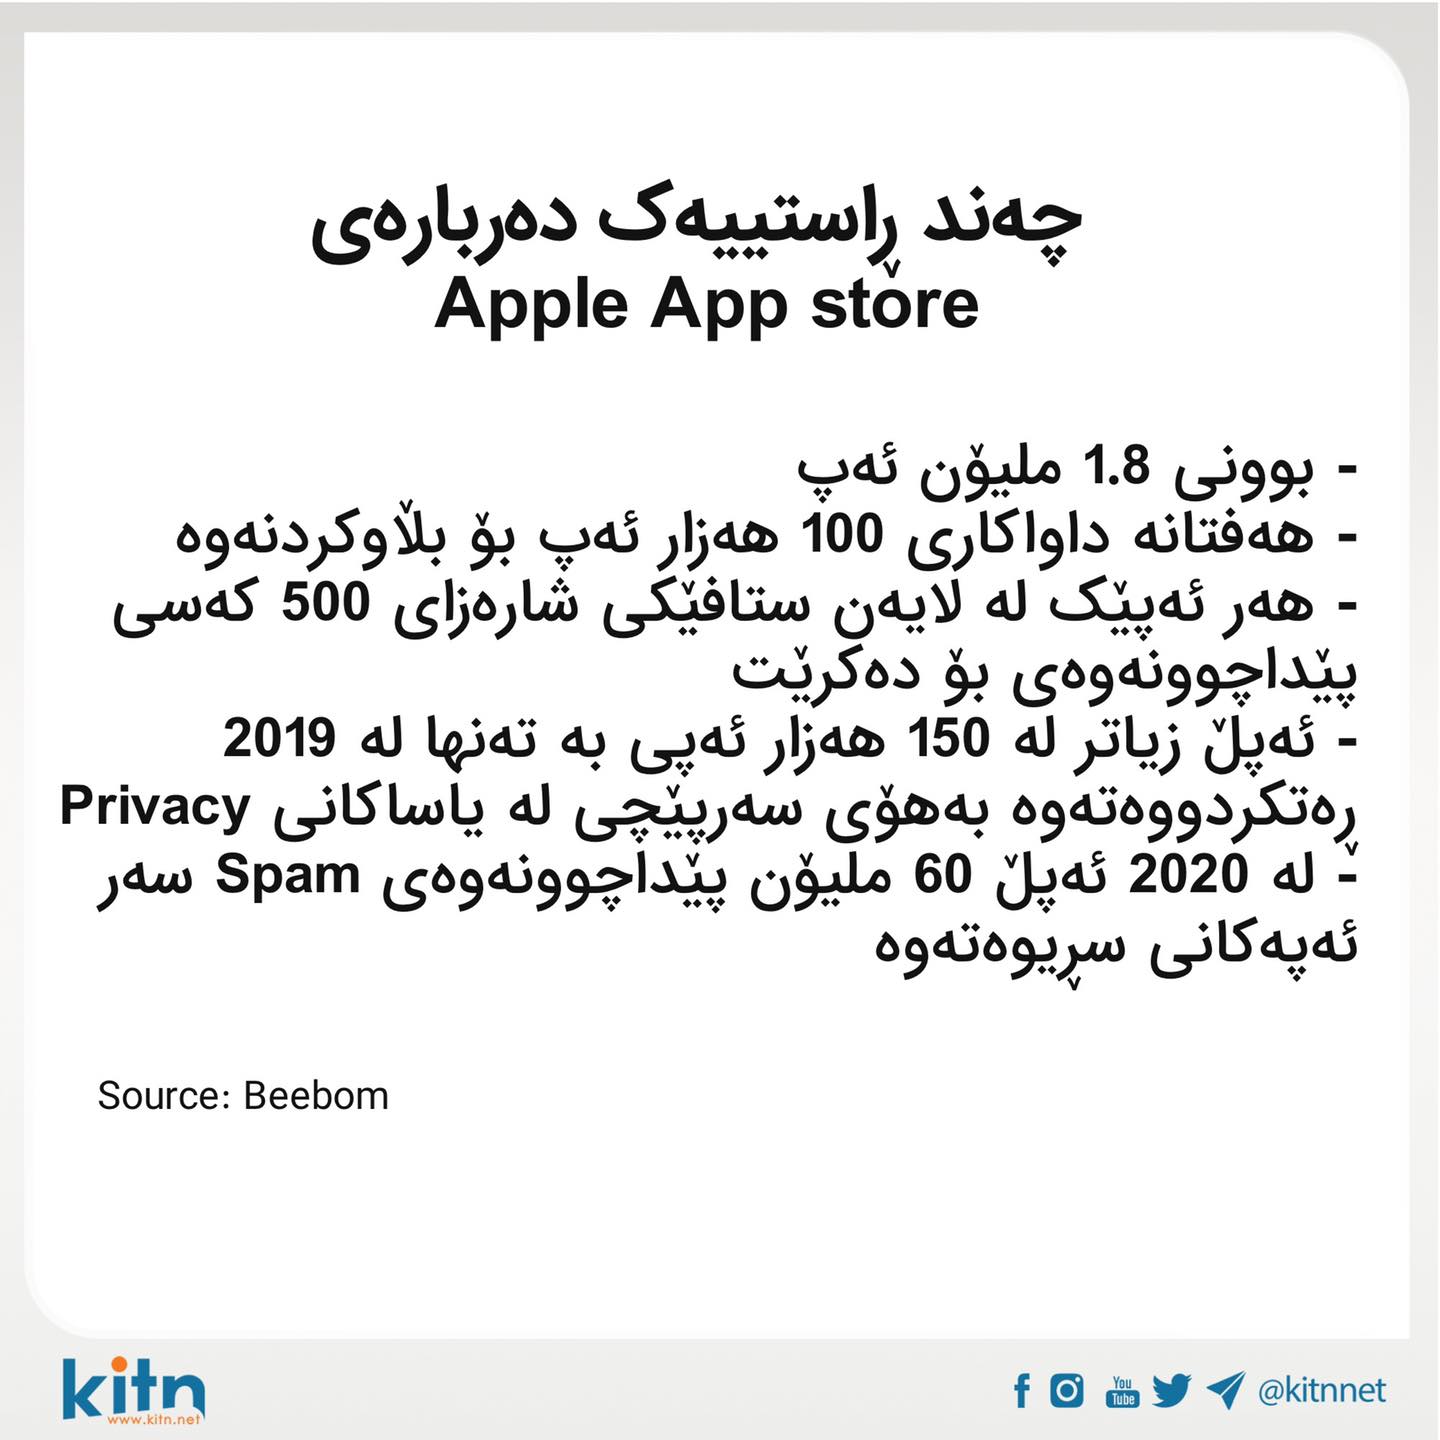 چەند ڕاستییەک دەربارەی
Apple App store
- بوونی 1.8 ملیۆن ئەپ
- هەفتانە داواکاری 100 هەزار ئەپ بۆ بڵاوکردنەوە
- هەر ئەپێک لە لایەن ستافێکی شارەزای 500 کەسی
پێداچوونەوەی بۆ دەکرێت
- ئەپڵ زیاتر لە 150 هەزار ئەپی بە تەنها لە 2019
ڕەتکردووەتەوە بەهۆی سەرپێچی لە یاساکانی Privacy
- لە 2020 ئەپڵ 60 ملیۆن پێداچوونەوەی Spam سەر
ئەپەکانی سڕیوەتەوە
Source: Beebom
kitn
www.kitn.net
You Tube
@kitnnet